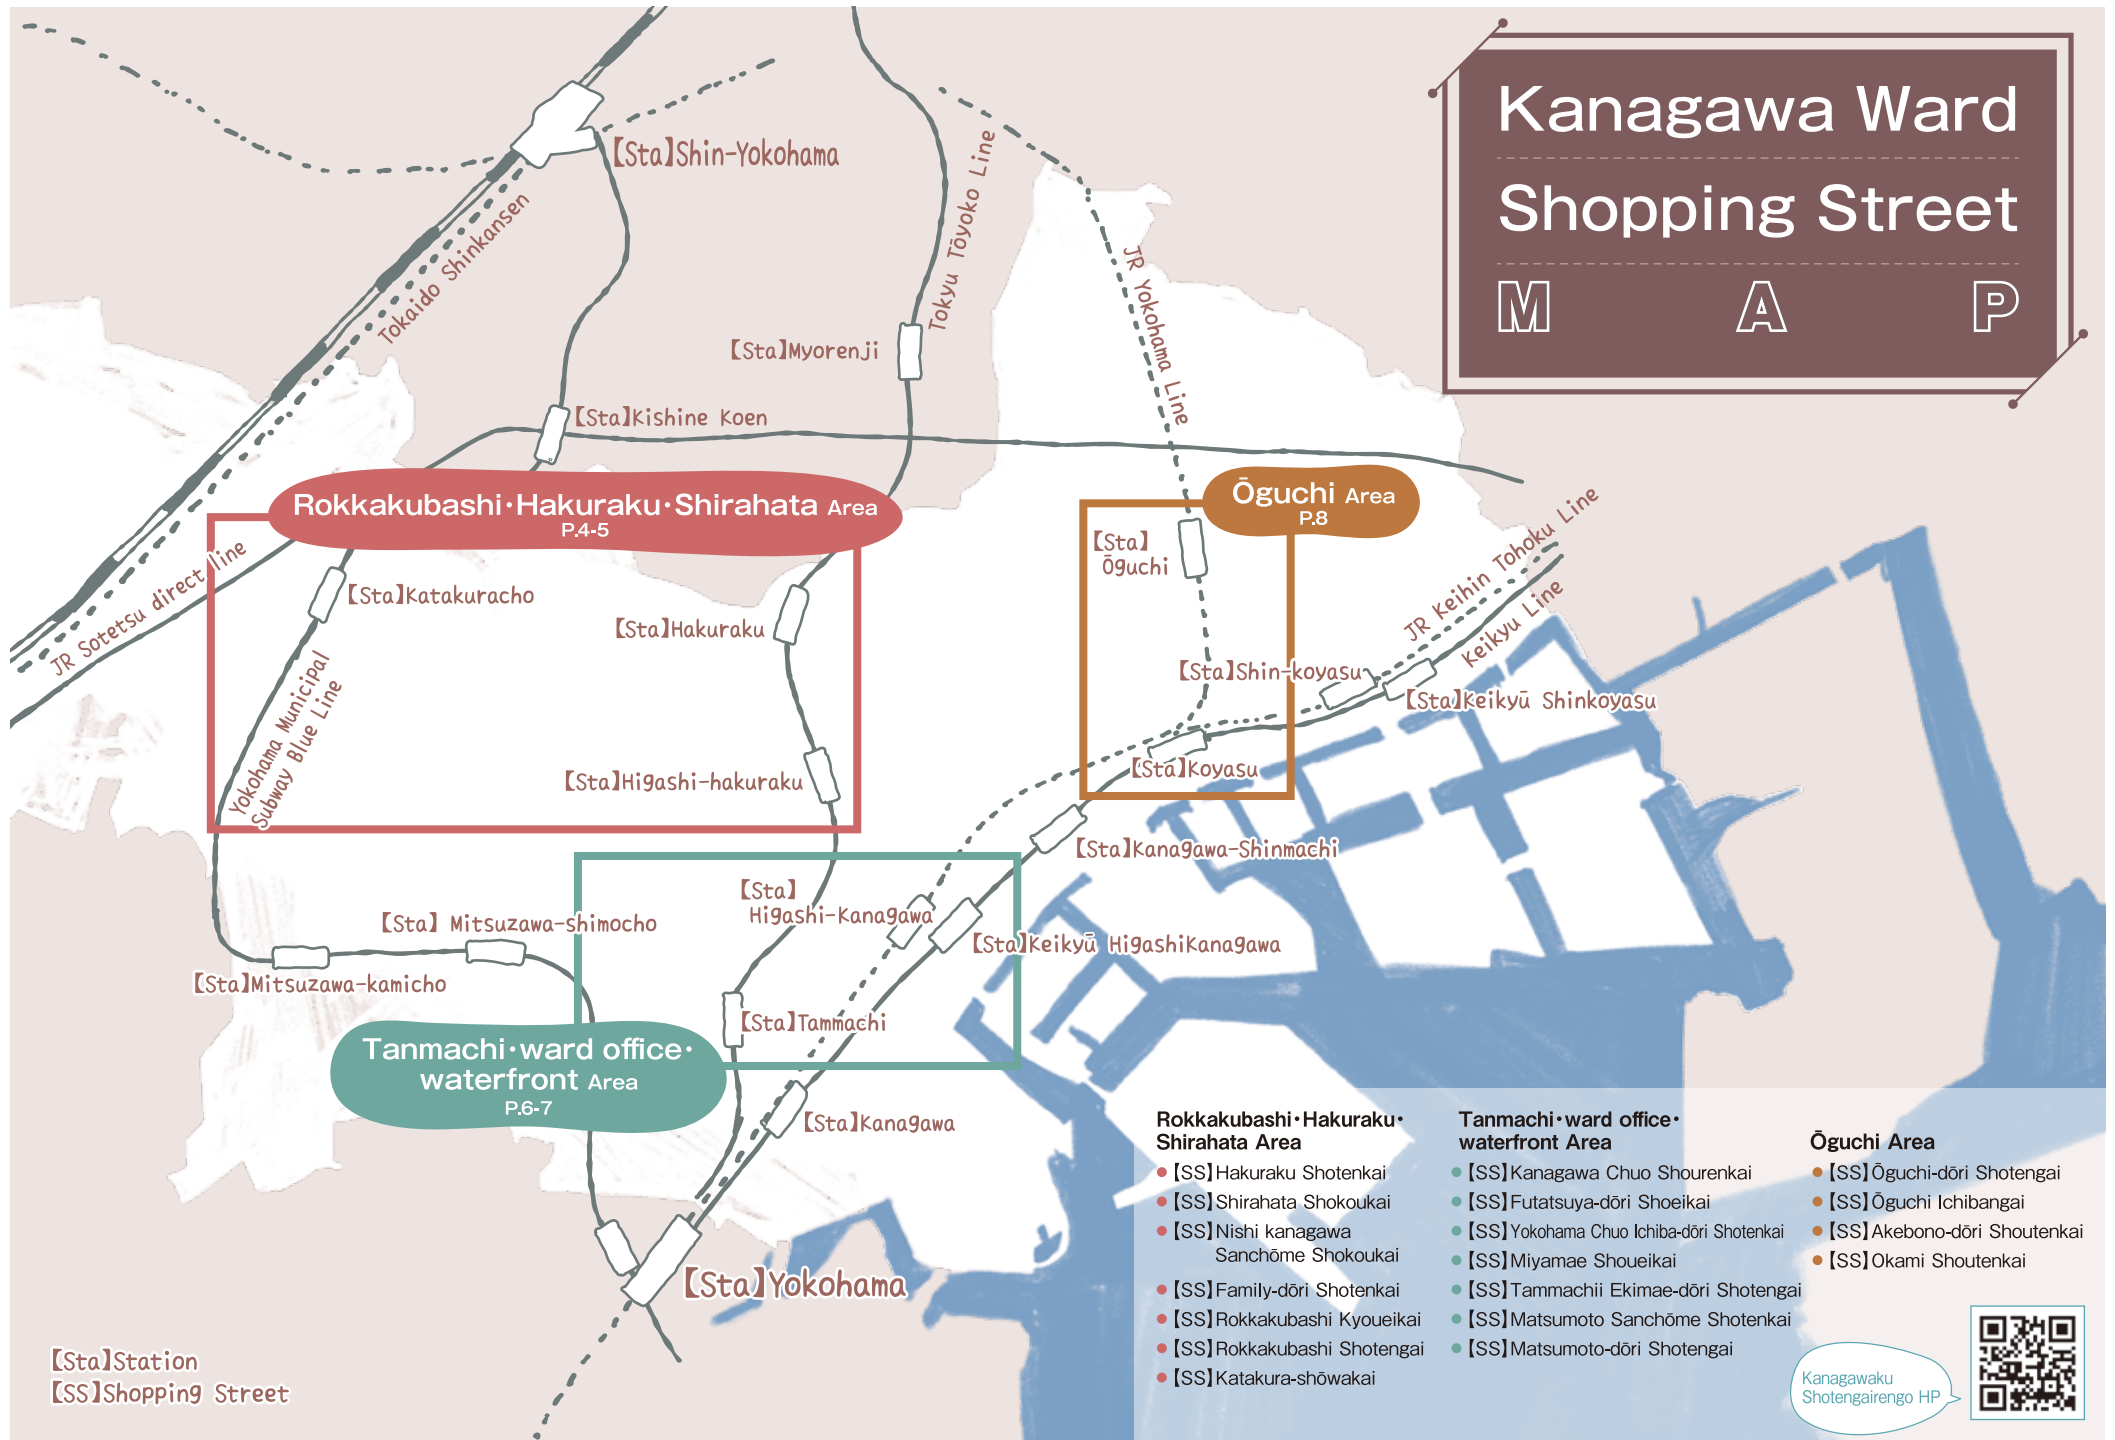 Kanagawa Ward
Shopping Street
M A P
【Sta】Shin-Yokohama
Tokaido Shinkansen
Tokyu Tōyoko Line
JR Yokohama Line
【Sta】Myorenji
【Sta】Kishine Koen
Rokkakubashi・Hakuraku・Shirahata Area
P.4-5
Ōguchi Area
P.8
【Sta】
Ōguchi
JR Keihin Tohoku Line
Keikyu Line
JR Sotetsu direct line
【Sta】Katakuracho
【Sta】Hakuraku
【Sta】Shin-koyasu
【Sta】Keikyū Shinkoyasu
Yokohama Municipal
Subway Blue Line
【Sta】Higashi-hakuraku
【Sta】Koyasu
【Sta】Kanagawa-Shinmachi
【Sta】
Higashi-Kanagawa
【Sta】Keikyū HigashiKanagawa
【Sta】 Mitsuzawa-shimocho
【Sta】Mitsuzawa-kamicho
【Sta】Tammachi
Tanmachi・ward office・
waterfront Area
P.6-7
【Sta】Kanagawa
【Sta】Yokohama
【Sta】Station
【SS】Shopping Street
Rokkakubashi・Hakuraku・
Shirahata Area
【SS】Hakuraku Shotenkai
【SS】Shirahata Shokoukai
【SS】Nishi kanagawa
Sanchōme Shokoukai
【SS】Family-dōri Shotenkai
【SS】Rokkakubashi Kyoueikai
【SS】Rokkakubashi Shotengai
【SS】Katakura-shōwakai
Tanmachi・ward office・
waterfront Area
【SS】Kanagawa Chuo Shourenkai
【SS】Futatsuya-dōri Shoeikai
【SS】Yokohama Chuo Ichiba-dōri Shotenkai
【SS】Miyamae Shoueikai
【SS】Tammachii Ekimae-dōri Shotengai
【SS】Matsumoto Sanchōme Shotenkai
【SS】Matsumoto-dōri Shotengai
Ōguchi Area
【SS】Ōguchi-dōri Shotengai
【SS】Ōguchi Ichibangai
【SS】Akebono-dōri Shoutenkai
【SS】Okami Shoutenkai
Kanagawaku
Shotengairengo HP